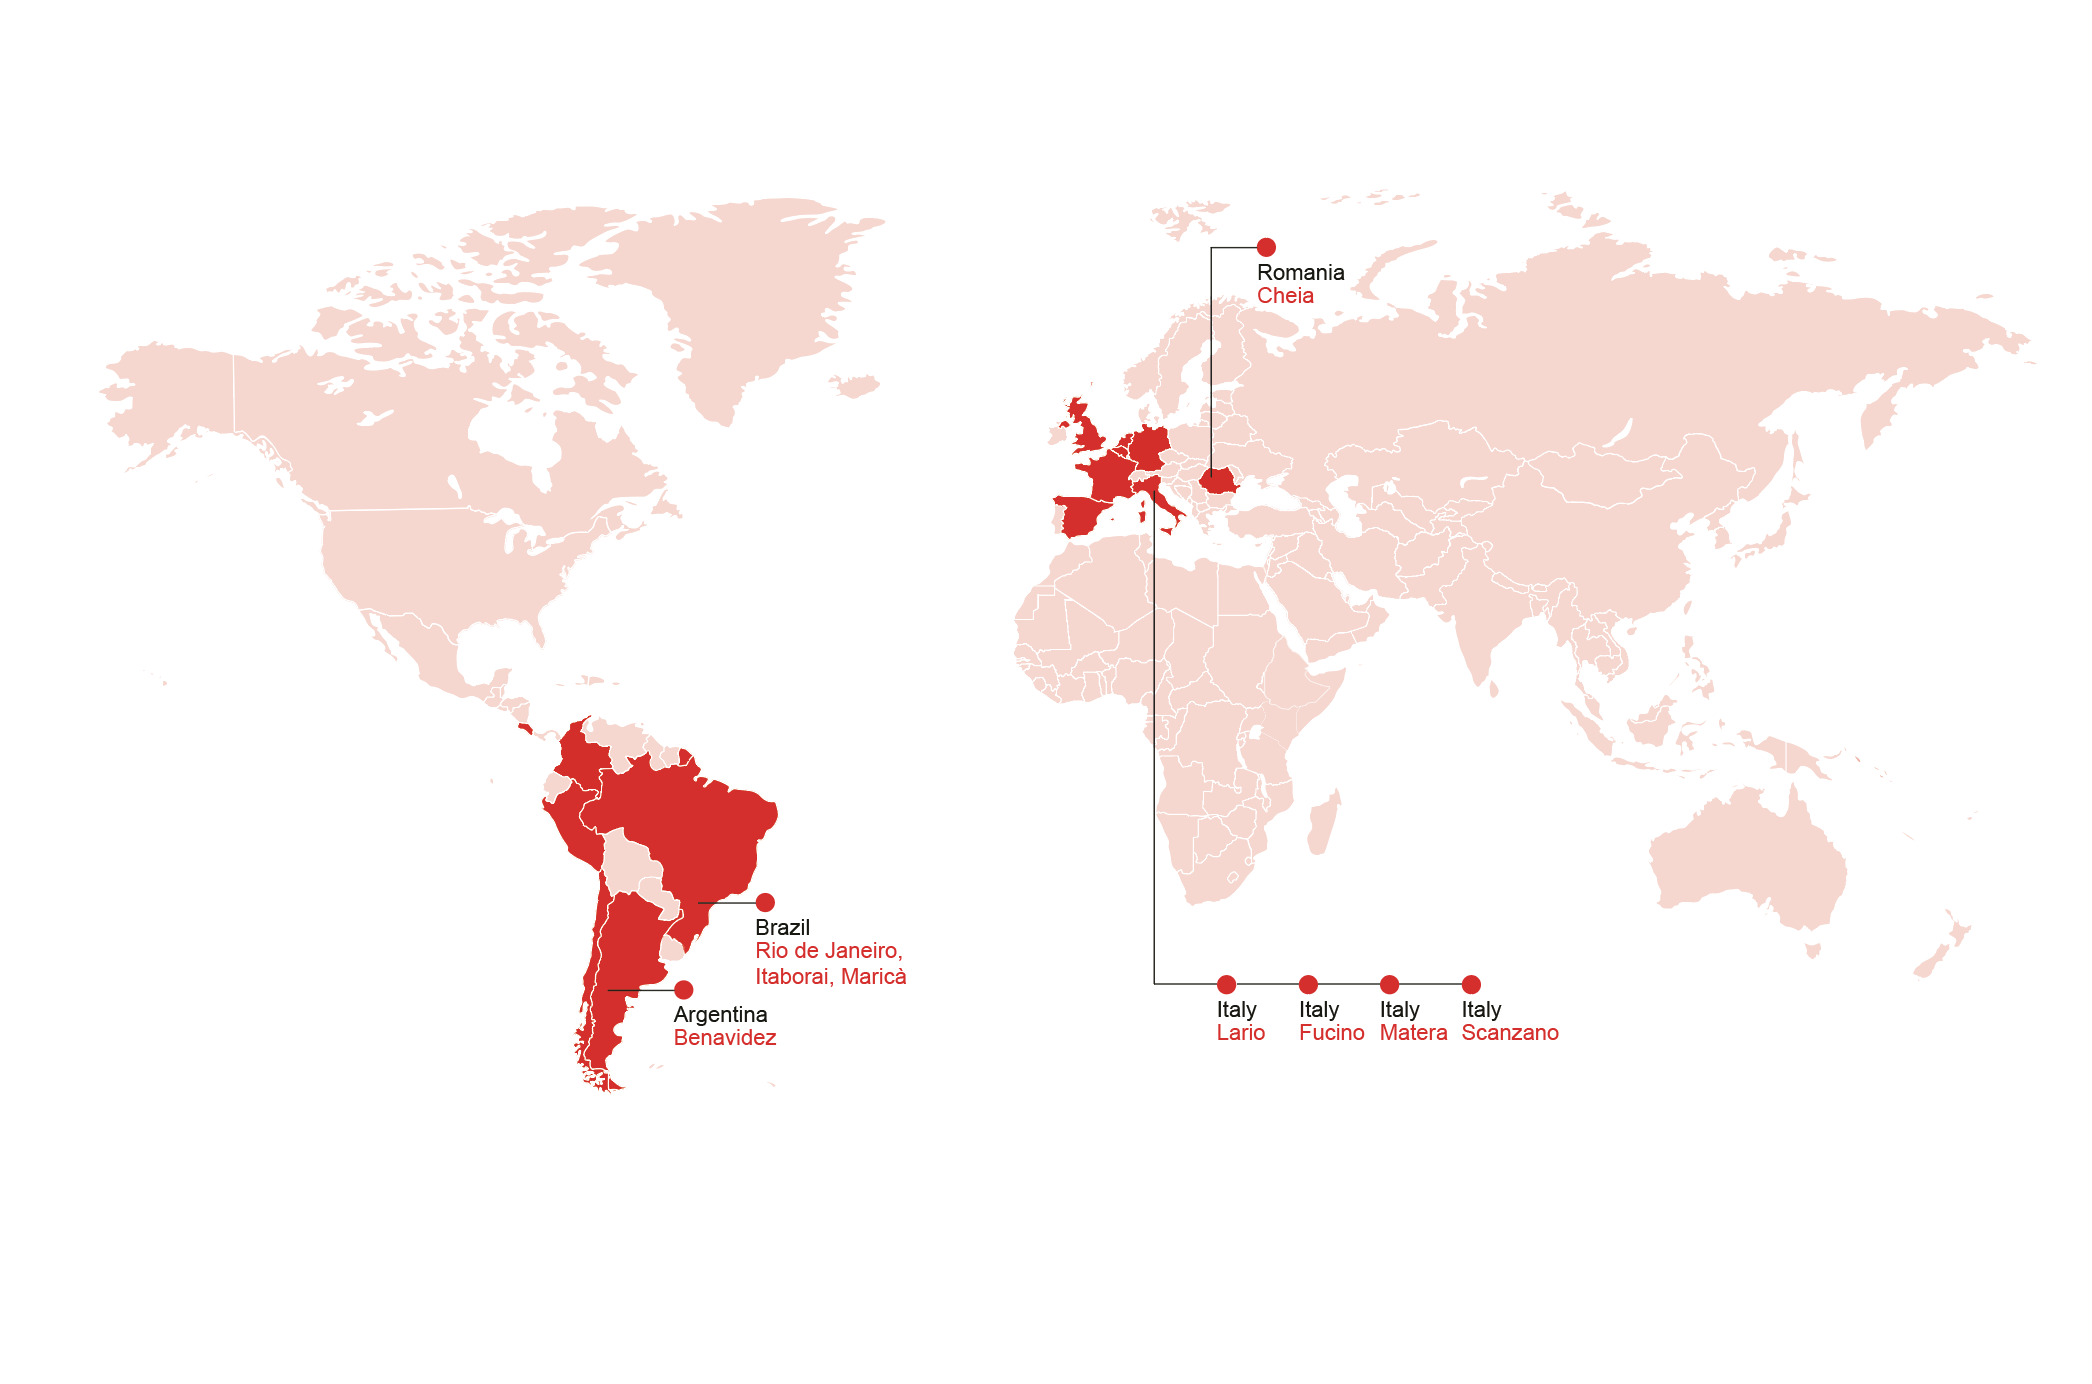 Romania
Cheia
Brazil
Rio de Janeiro,
Itaborai, Maricà
Argentina
Benavidez
Italy
Lario
Italy
Fucino
Italy
Matera
Italy
Scanzano